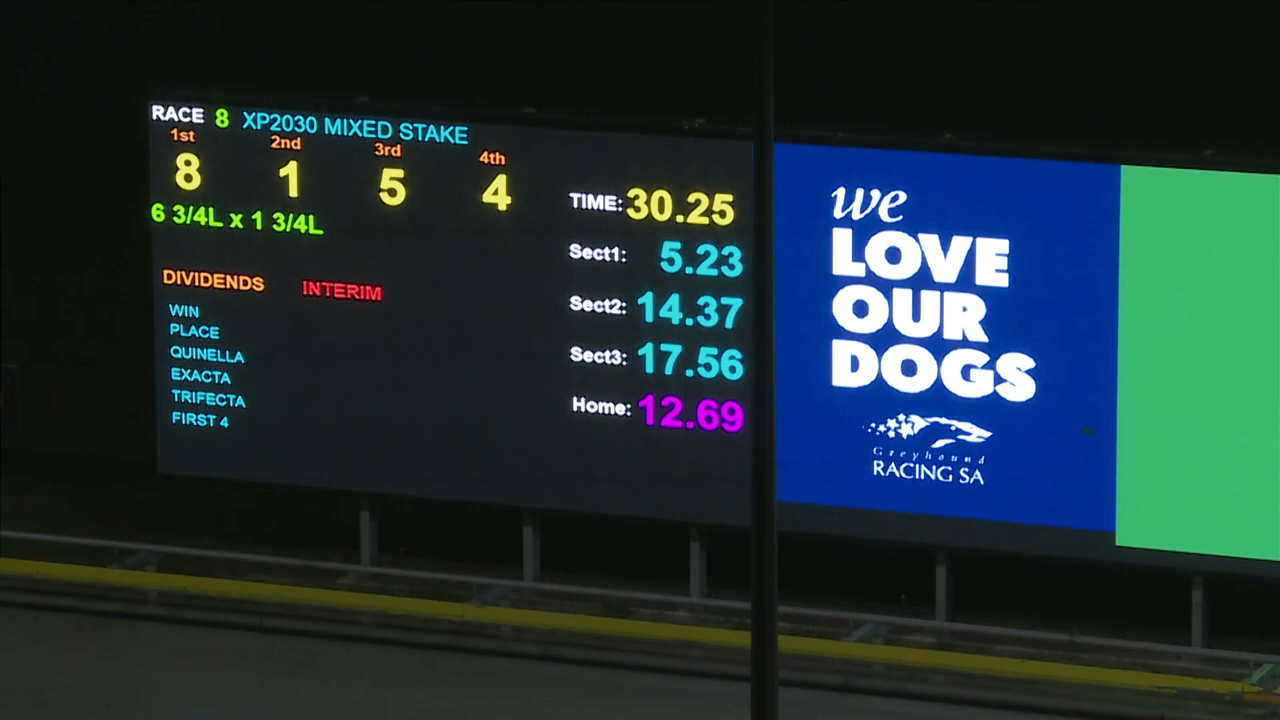 RACE 8 XP2030 MIXED STAKE
1st 2nd 3rd 4th
8 1 5 4
6 3/4L x 1 3/4L
DIVIDENDS INTERIM
WIN
PLACE
QUINELLA
EXACTA
TRIFECTA
FIRST 4
TIME: 30.25
Sect1: 5.23
Sect2: 14.37
Sect3: 17.56
Home: 12.69
we
LOVE
OUR
DOGS
Greyhound
RACING SA